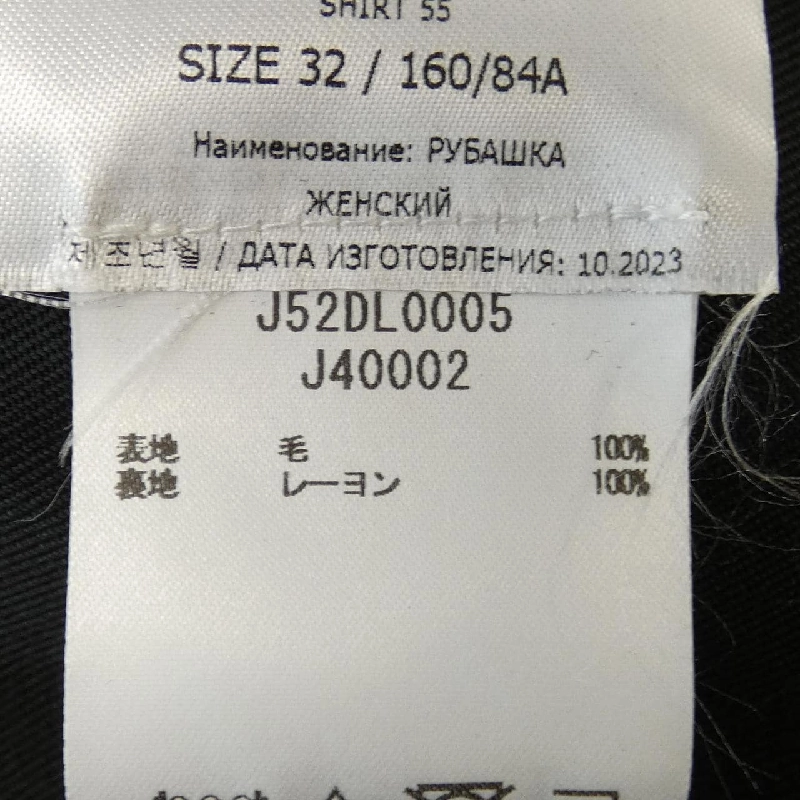 SHIRT 55
SIZE 32 / 160/84A
Наименование: РУБАШКА
ЖЕНСКИЙ
제조년월 / ДАТА ИЗГОТОВЛЕНИЯ: 10.2023
J52DL0005
J40002
表地 毛 100%
裏地 レーヨン 100%